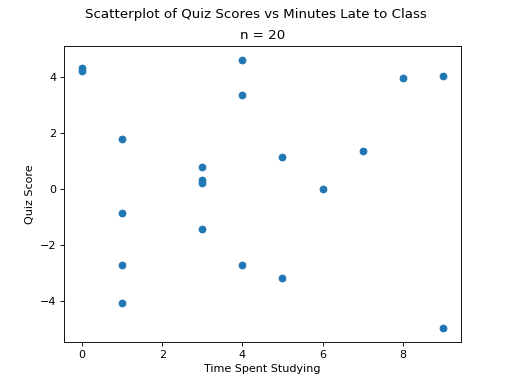 Scatterplot of Quiz Scores vs Minutes Late to Class
n = 20
4
2
0
−2
−4
Quiz Score
0 2 4 6 8
Time Spent Studying